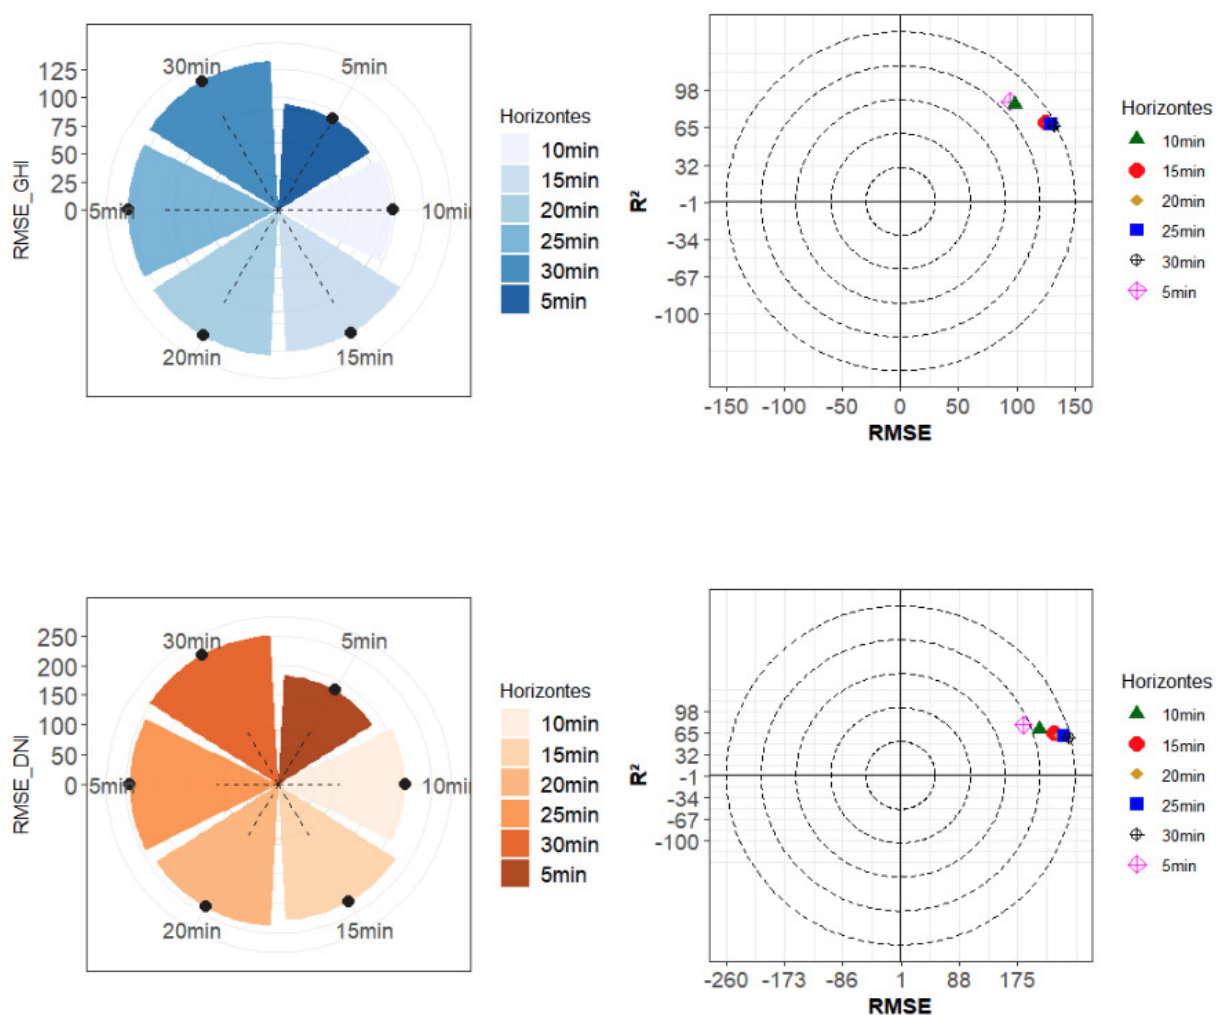 RMSE_GHI
125
100
75
50
25
0
30min
5min
5min
10min
20min
15min
Horizontes
10min
15min
20min
25min
30min
5min
R²
98
65
32
-1
-34
-67
-100
-150 -100 -50 0 50 100 150
RMSE
Horizontes
10min
15min
20min
25min
30min
5min
RMSE_DNI
250
200
150
100
50
0
30min
5min
5min
10min
20min
15min
Horizontes
10min
15min
20min
25min
30min
5min
R²
98
65
32
-1
-34
-67
-100
-260 -173 -86 1 88 175
RMSE
Horizontes
10min
15min
20min
25min
30min
5min